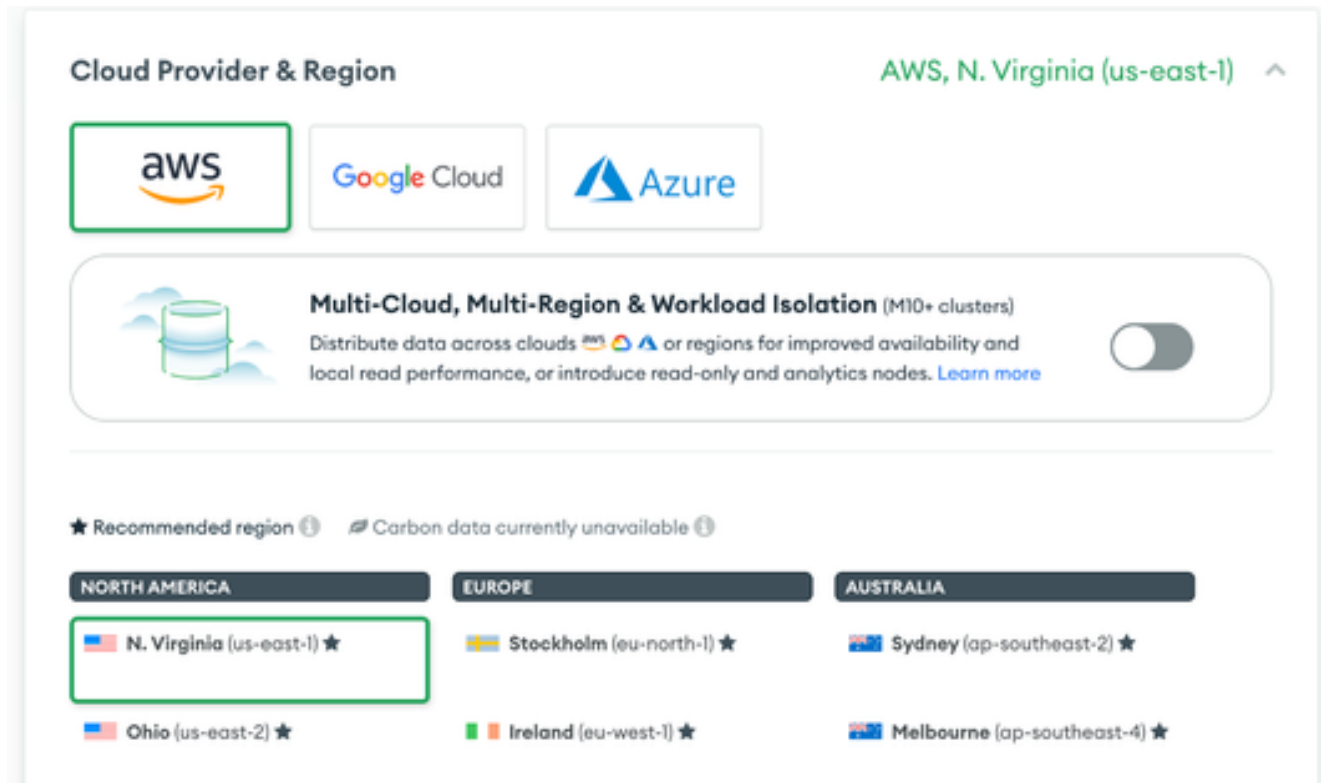 Cloud Provider & Region
AWS, N. Virginia (us-east-1)
aws
Google Cloud
Azure
Multi-Cloud, Multi-Region & Workload Isolation (M10+ clusters)
Distribute data across clouds aws or regions for improved availability and
local read performance, or introduce read-only and analytics nodes. Learn more
Recommended region
Carbon data currently unavailable
NORTH AMERICA
N. Virginia (us-east-1)
Ohio (us-east-2)
EUROPE
Stockholm (eu-north-1)
Ireland (eu-west-1)
AUSTRALIA
Sydney (ap-southeast-2)
Melbourne (ap-southeast-4)